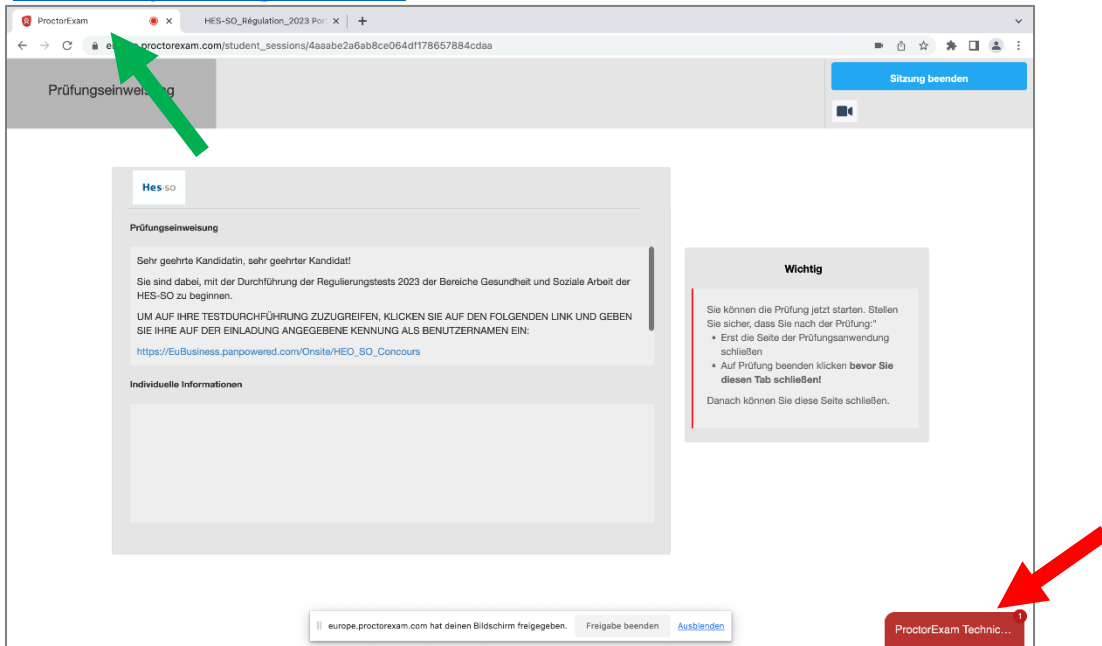 ProctorExam
HES-SO_Régulation_2023 Por
proctorexam.com/student_sessions/4aaabe2a6ab8ce064df178657884cdaa
Sitzung beenden
Hes·so
Prüfungseinweisung
Sehr geehrte Kandidatin, sehr geehrter Kandidat!
Sie sind dabei, mit der Durchführung der Regulierungstests 2023 der Bereiche Gesundheit und Soziale Arbeit der
HES-SO zu beginnen.
UM AUF IHRE TESTDURCHFÜHRUNG ZUZUGREIFEN, KLICKEN SIE AUF DEN FOLGENDEN LINK UND GEBEN
SIE IHRE AUF DER EINLADUNG ANGEGEBENE KENNUNG ALS BENUTZERNAMEN EIN:
https://EuBusiness.panpowered.com/Onsite/HEO_SO_Concours
Individuelle Informationen
Wichtig
Sie können die Prüfung jetzt starten. Stellen
Sie sicher, dass Sie nach der Prüfung:"
Erst die Seite der Prüfungsanwendung
schließen
Auf Prüfung beenden klicken bevor Sie
diesen Tab schließen!
Danach können Sie diese Seite schließen.
europe.proctorexam.com hat deinen Bildschirm freigegeben.
Freigabe beenden
Ausblenden
1
ProctorExam Technic...